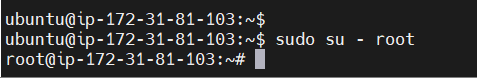 ubuntu@ip-172-31-81-103:~$
ubuntu@ip-172-31-81-103:~$ sudo su - root
root@ip-172-31-81-103:~#